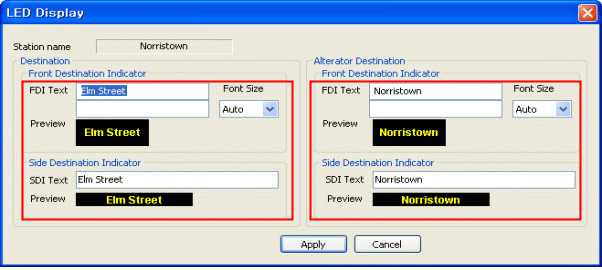 LED Display
Station name Norristown
Destination
Front Destination Indicator
FDI Text Elm Street Font Size
Auto
Preview Elm Street
Side Destination Indicator
SDI Text Elm Street
Preview Elm Street
Alterator Destination
Front Destination Indicator
FDI Text Norristown Font Size
Auto
Preview Norristown
Side Destination Indicator
SDI Text Norristown
Preview Norristown
Apply Cancel